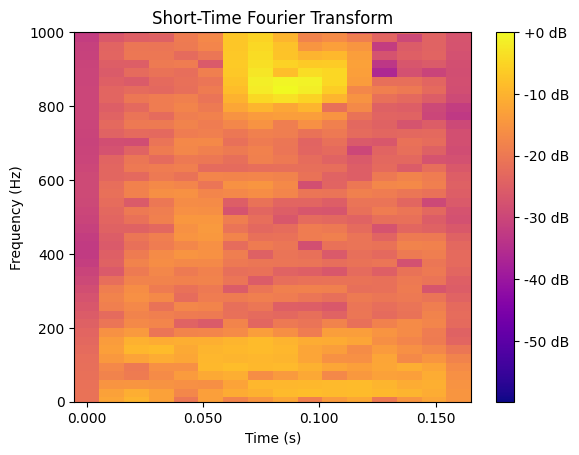 Short-Time Fourier Transform
1000
800
600
400
200
0
Frequency (Hz)
0.000
0.050
0.100
0.150
Time (s)
+0 dB
-10 dB
-20 dB
-30 dB
-40 dB
-50 dB